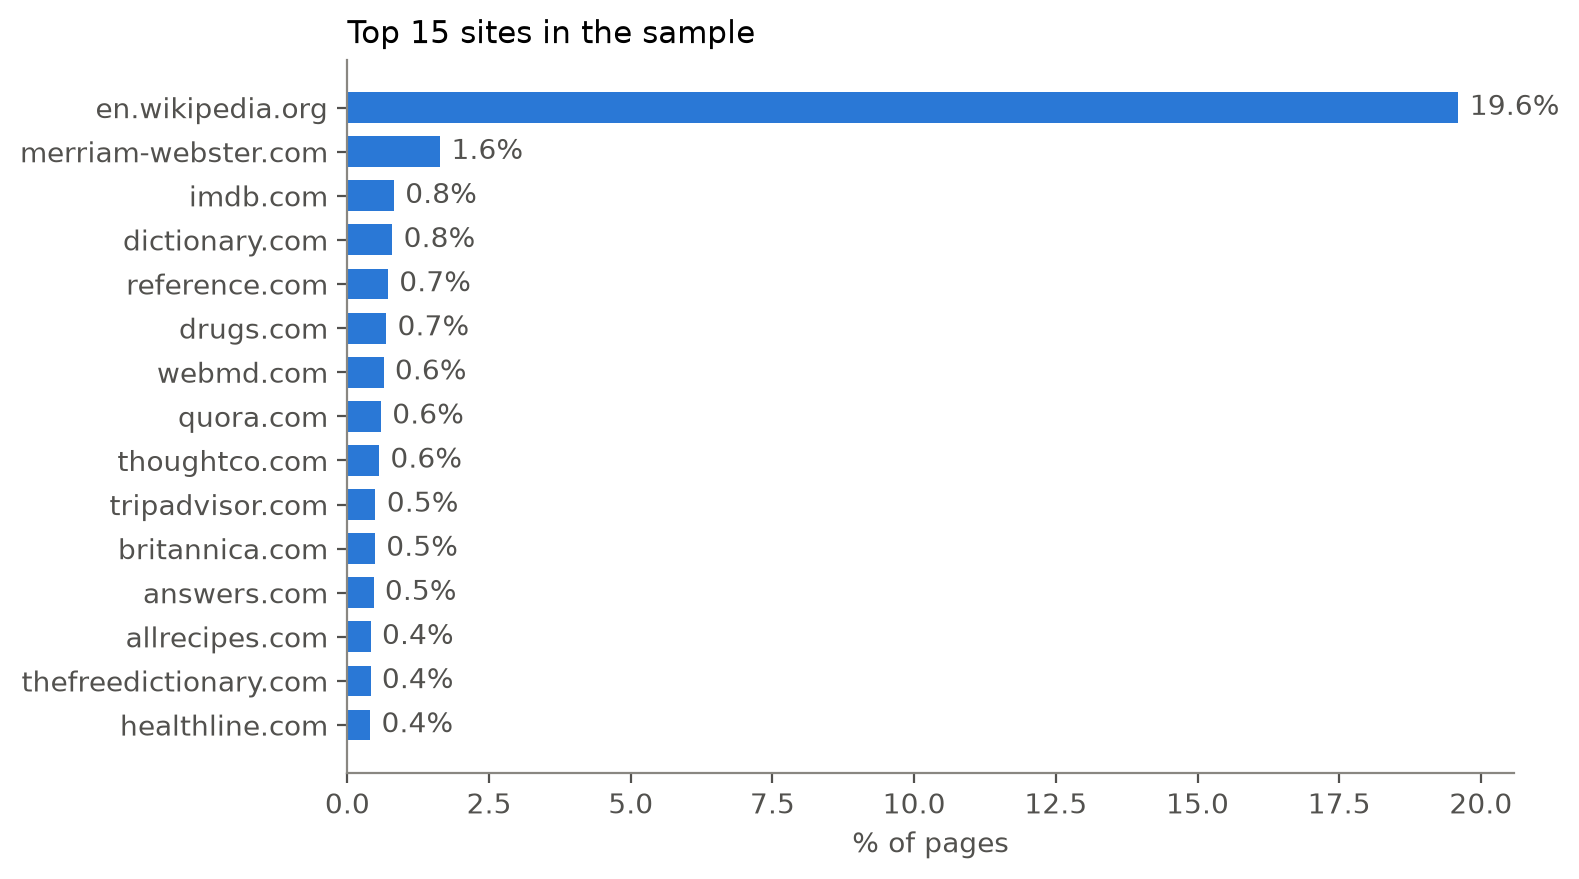 Top 15 sites in the sample
en.wikipedia.org 19.6%
merriam-webster.com 1.6%
imdb.com 0.8%
dictionary.com 0.8%
reference.com 0.7%
drugs.com 0.7%
webmd.com 0.6%
quora.com 0.6%
thoughtco.com 0.6%
tripadvisor.com 0.5%
britannica.com 0.5%
answers.com 0.5%
allrecipes.com 0.4%
thefreedictionary.com 0.4%
healthline.com 0.4%
0.0 2.5 5.0 7.5 10.0 12.5 15.0 17.5 20.0
% of pages